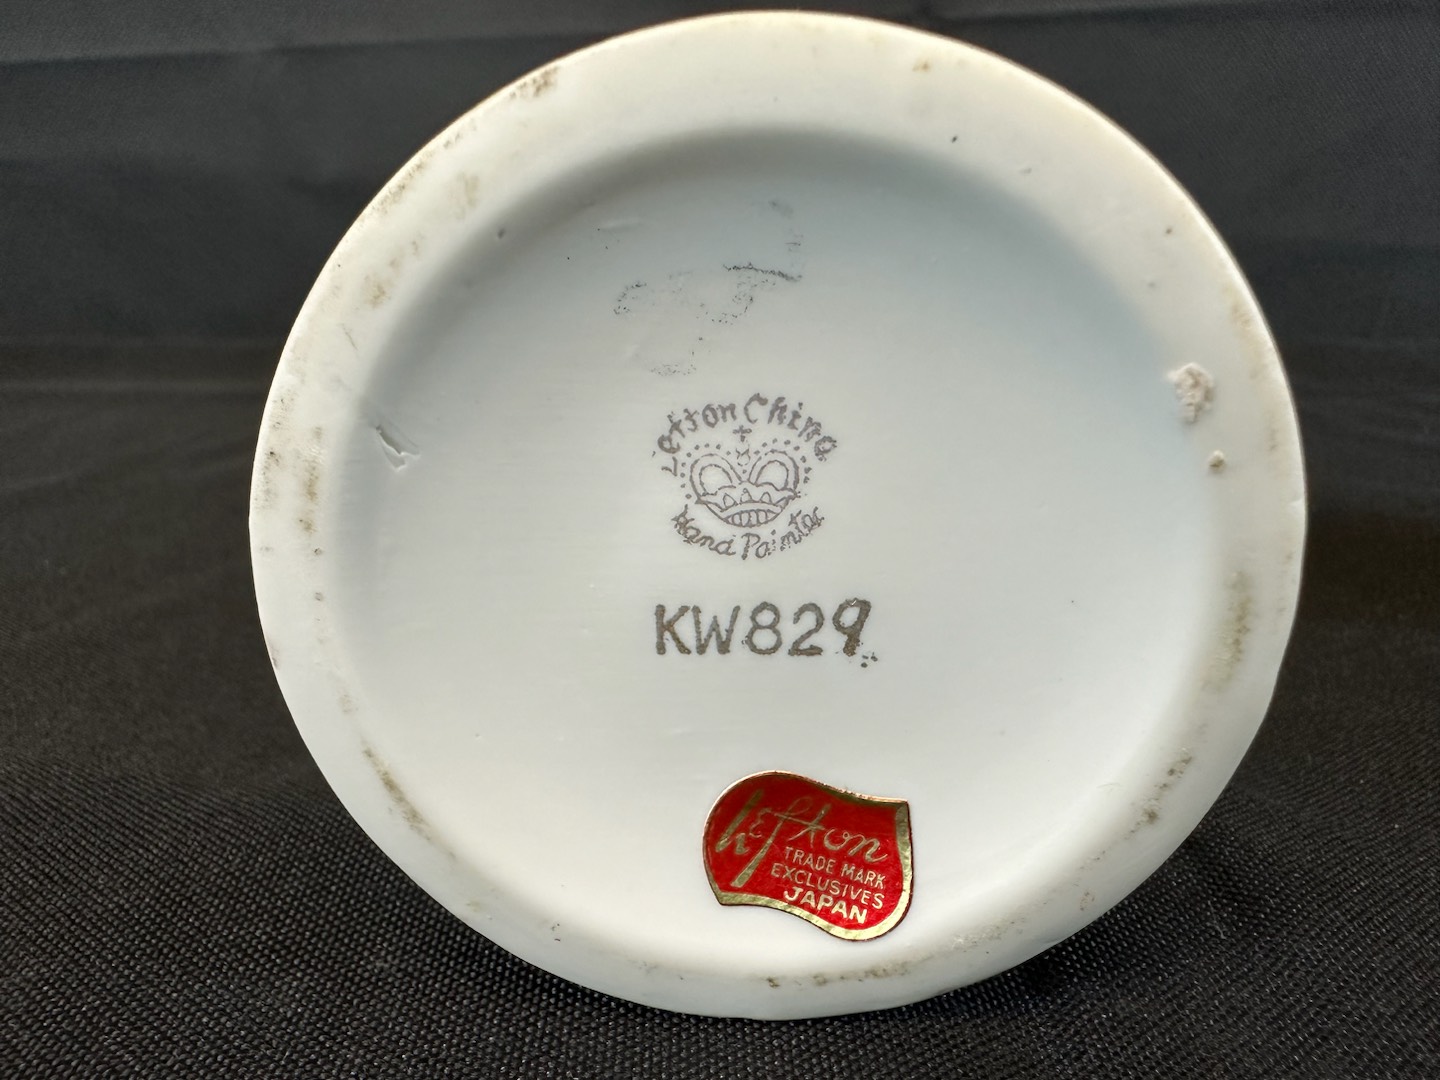 Lefton China
Hand Painted
KW829
Lefton
TRADE MARK
EXCLUSIVES
JAPAN